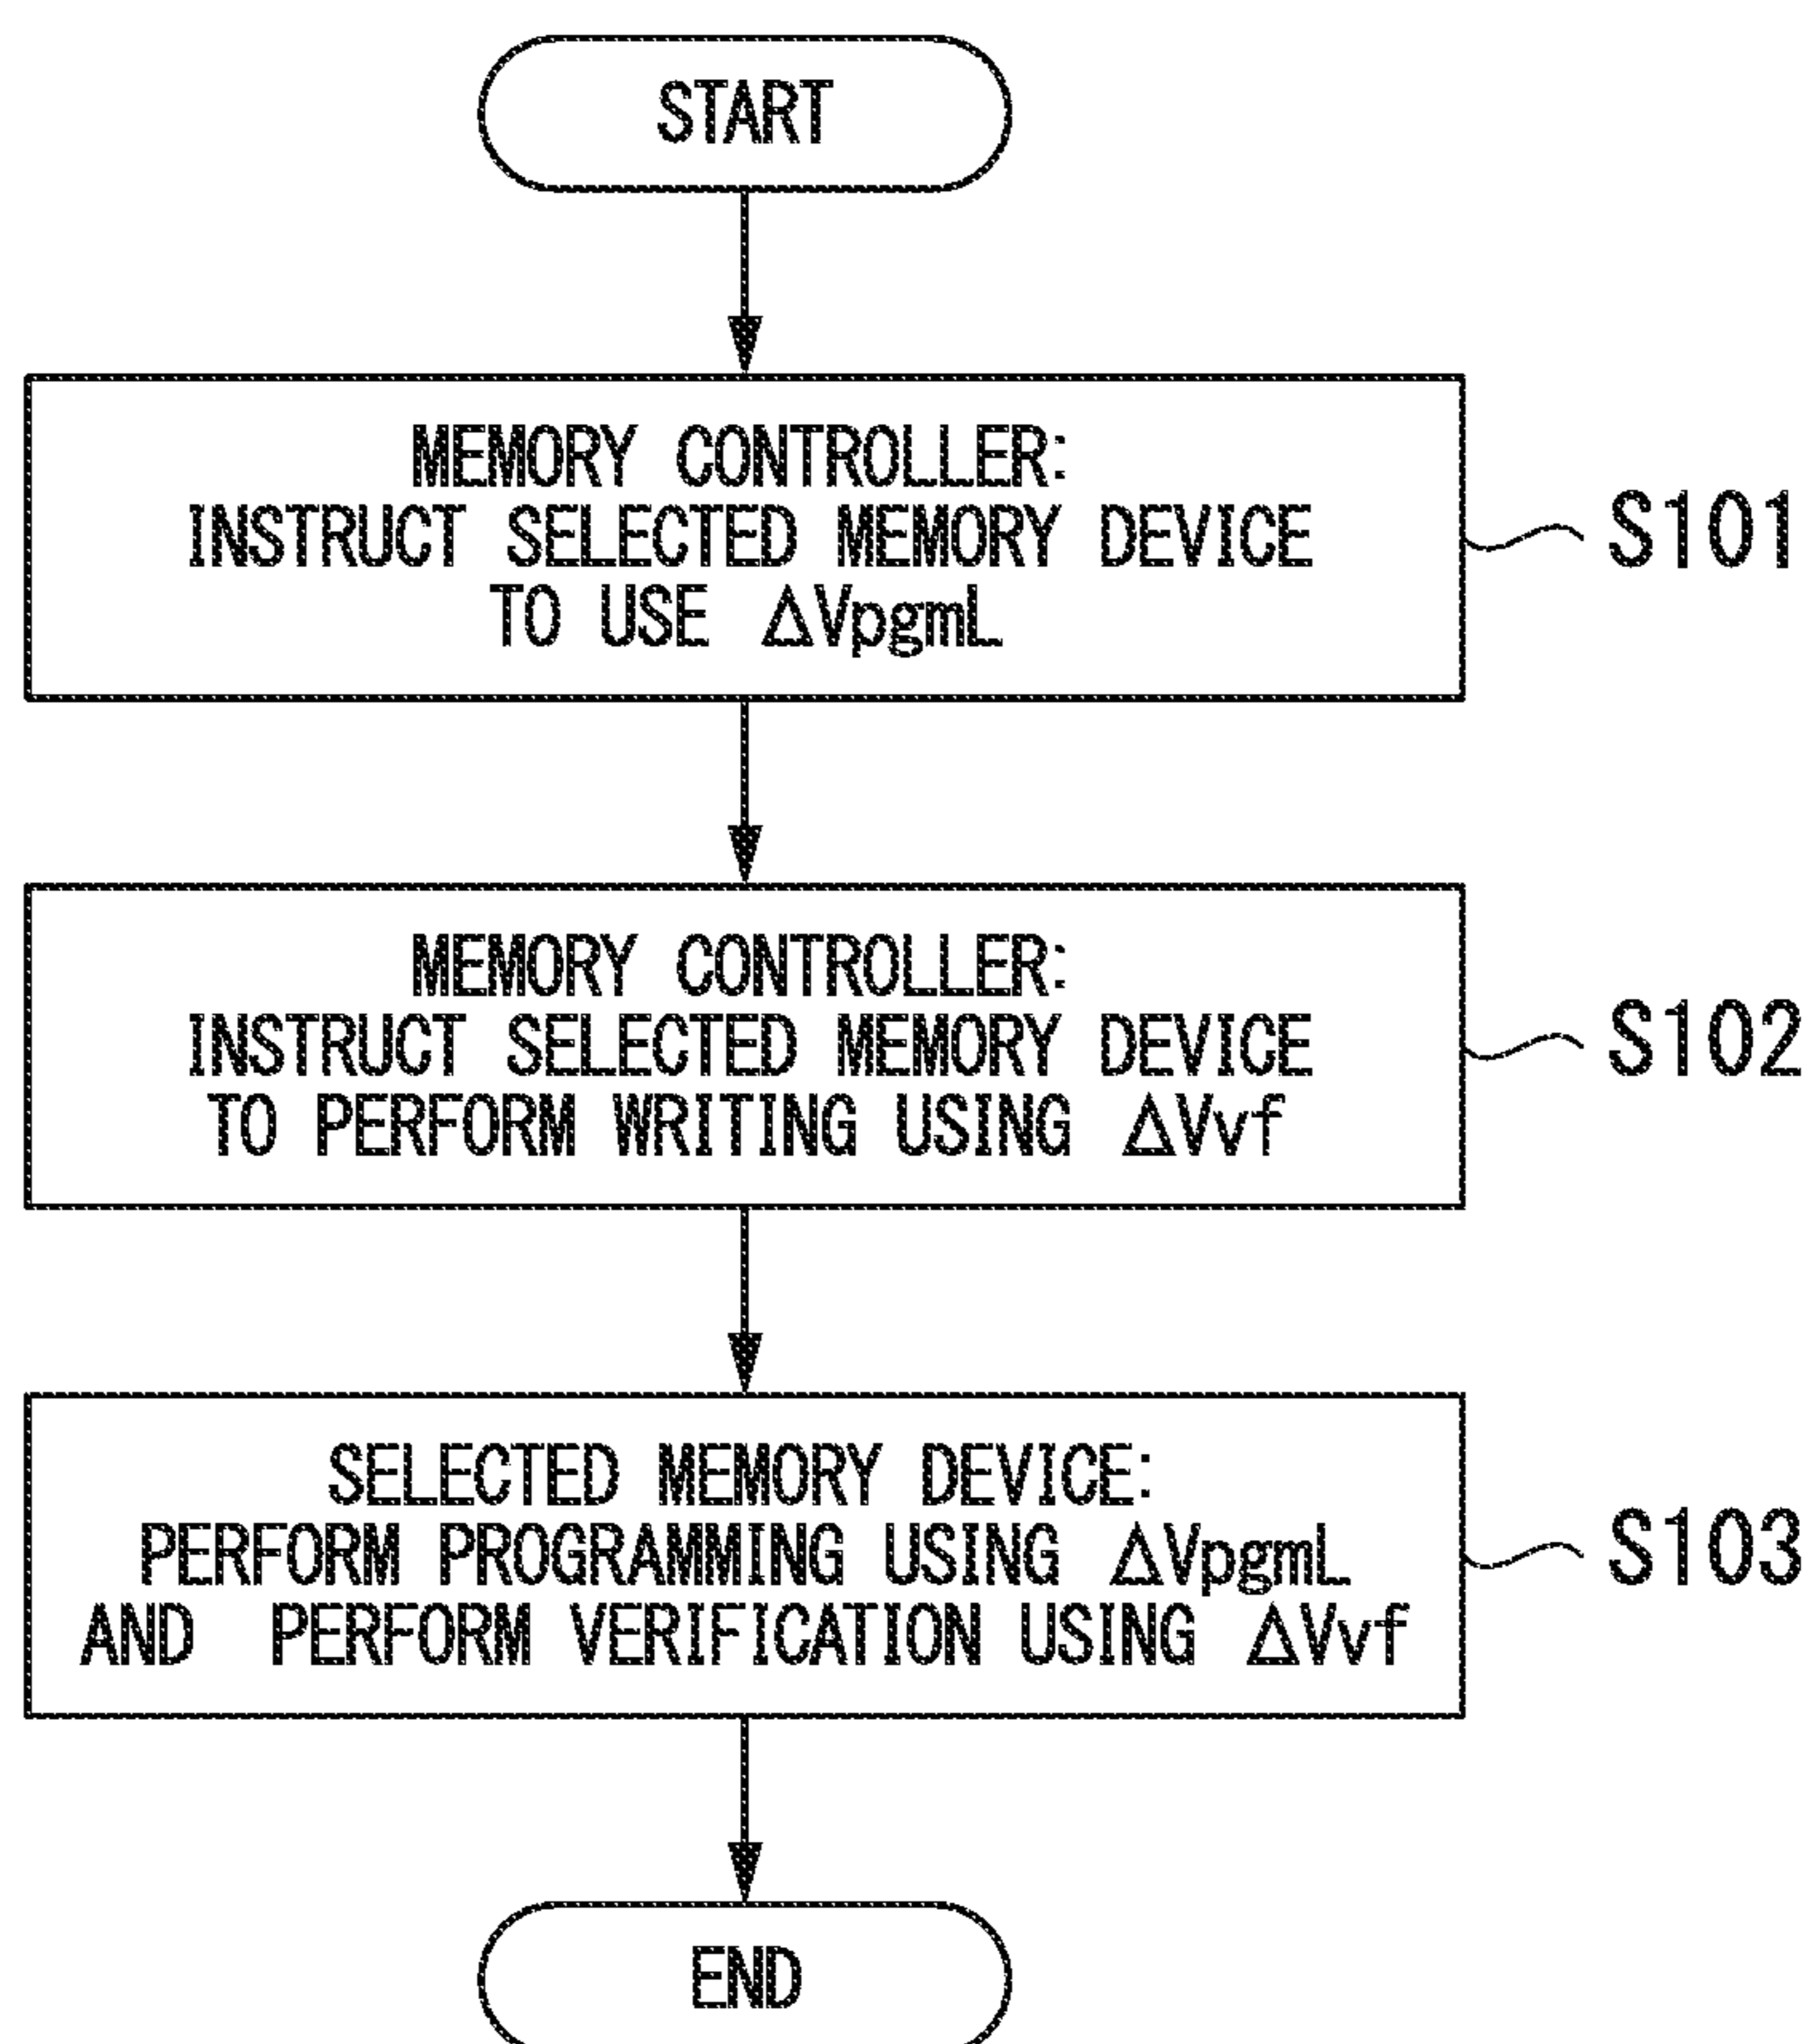 START
MEMORY CONTROLLER:
INSTRUCT SELECTED MEMORY DEVICE
TO USE ΔVpgmL
S101
MEMORY CONTROLLER:
INSTRUCT SELECTED MEMORY DEVICE
TO PERFORM WRITING USING ΔVvf
S102
SELECTED MEMORY DEVICE:
PERFORM PROGRAMMING USING ΔVpgmL
AND PERFORM VERIFICATION USING ΔVvf
S103
END